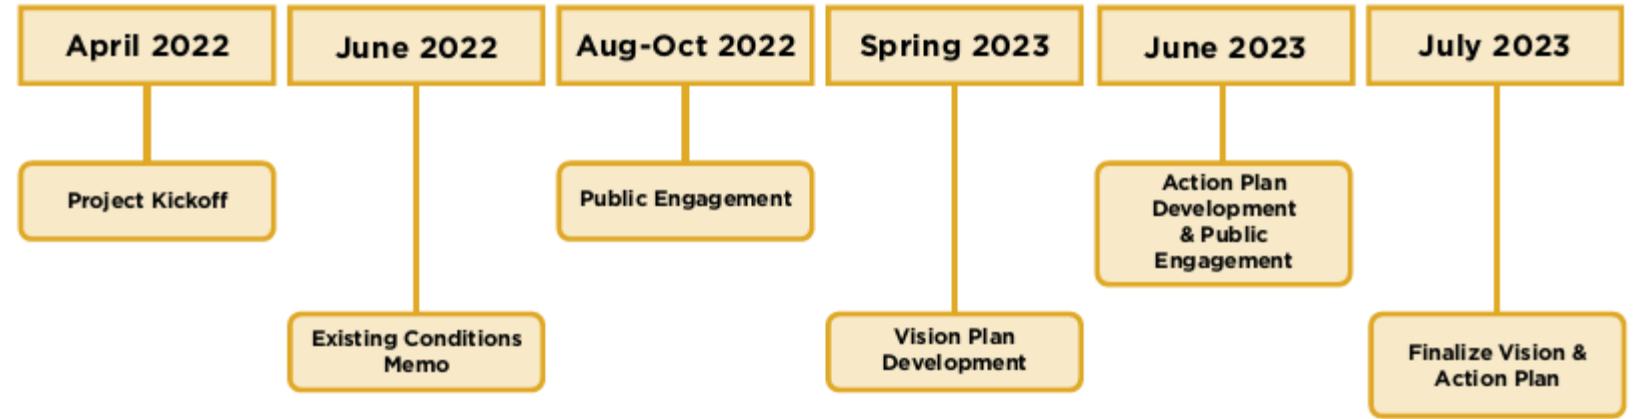 April 2022
June 2022
Aug-Oct 2022
Spring 2023
June 2023
July 2023
Project Kickoff
Existing Conditions
Memo
Public Engagement
Vision Plan
Development
Action Plan
Development
& Public
Engagement
Finalize Vision &
Action Plan